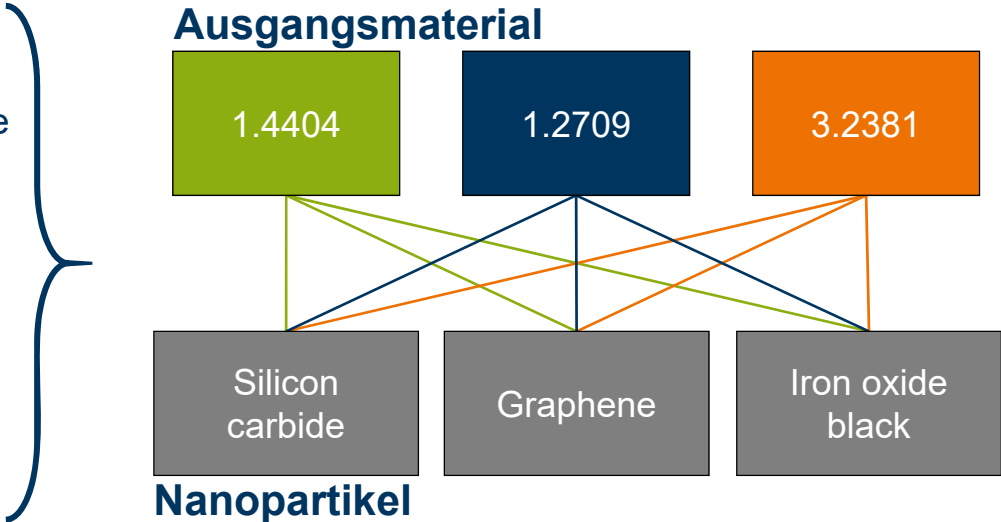 Ausgangsmaterial
e
1.4404
1.2709
3.2381
Silicon
carbide
Graphene
Iron oxide
black
Nanopartikel